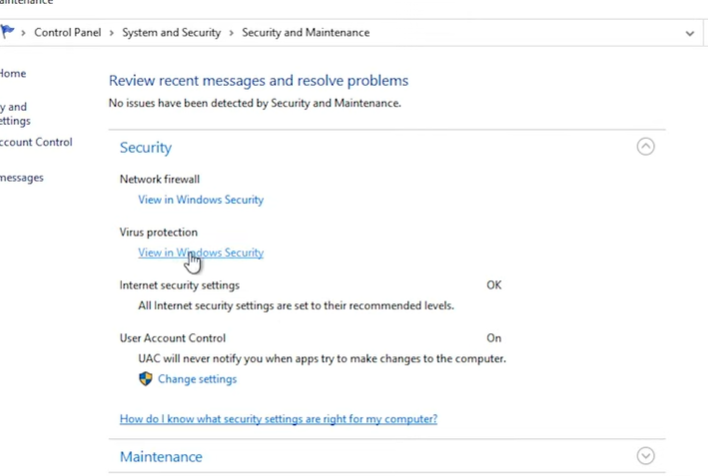 aintenance
Control Panel > System and Security > Security and Maintenance
Home
Review recent messages and resolve problems
No issues have been detected by Security and Maintenance.
y and
ettings
ccount Control
messages
Security
Network firewall
View in Windows Security
Virus protection
View in Windows Security
Internet security settings OK
All Internet security settings are set to their recommended levels.
User Account Control On
UAC will never notify you when apps try to make changes to the computer.
Change settings
How do I know what security settings are right for my computer?
Maintenance